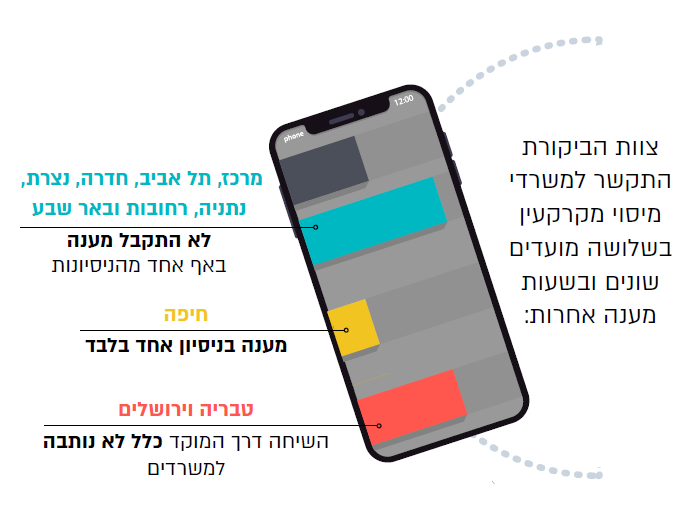 צוות הביקורת
התקשר למשרדי
מיסוי מקרקעין
בשלושה מועדים
שונים ובשעות
מענה אחרות:
phone
12:00
מרכז, תל אביב, חדרה, נצרת,
נתניה, רחובות ובאר שבע
לא התקבל מענה
באף אחד מהניסיונות
חיפה
מענה בניסיון אחד בלבד
טבריה וירושלים
השיחה דרך המוקד כלל לא נותבה
למשרדים